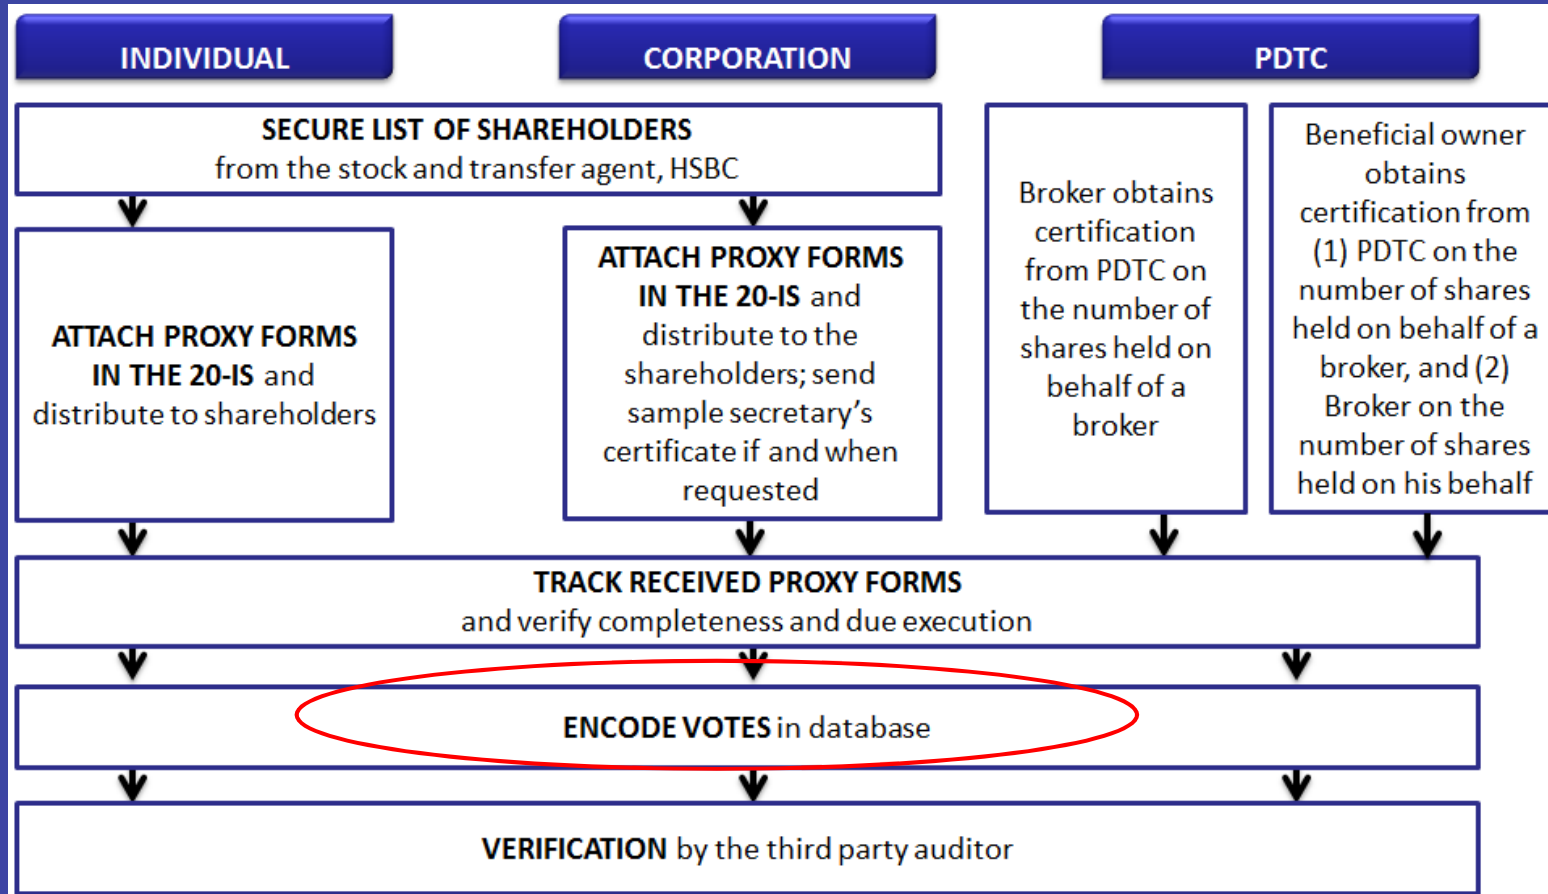 INDIVIDUAL
CORPORATION
PDTC
SECURE LIST OF SHAREHOLDERS
from the stock and transfer agent, HSBC
ATTACH PROXY FORMS
IN THE 20-IS and
distribute to shareholders
ATTACH PROXY FORMS
IN THE 20-IS and
distribute to the
shareholders; send
sample secretary’s
certificate if and when
requested
Broker obtains
certification
from PDTC on
the number of
shares held on
behalf of a
broker
Beneficial owner
obtains
certification from
(1) PDTC on the
number of shares
held on behalf of a
broker, and (2)
Broker on the
number of shares
held on his behalf
TRACK RECEIVED PROXY FORMS
and verify completeness and due execution
ENCODE VOTES in database
VERIFICATION by the third party auditor